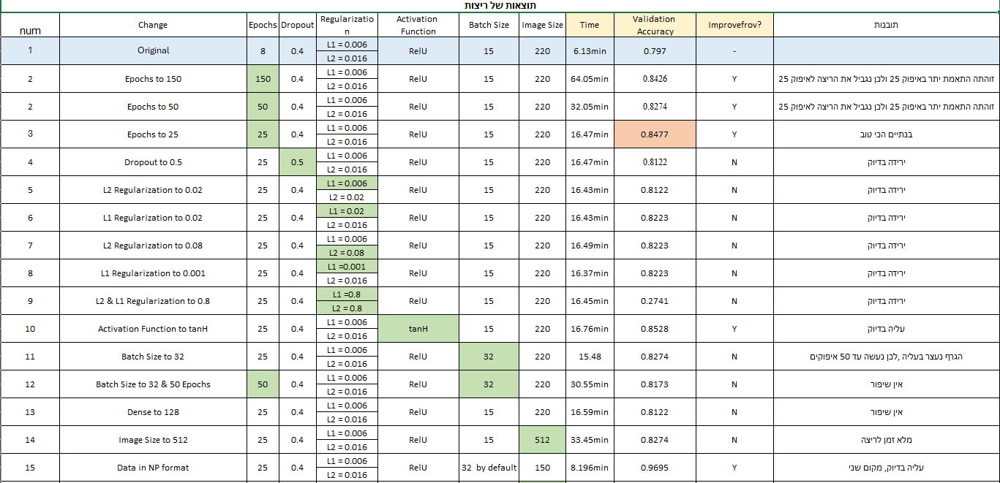 תוצאות של ריצות
num Change Epochs Dropout Regularizatio n Activation Function Batch Size Image Size Time Validation Accuracy Improvefrov? תובנות
1 Original 8 0.4 L1 = 0.006 L2 = 0.016 RelU 15 220 6.13min 0.797 -
2 Epochs to 150 150 0.4 L1 = 0.006 L2 = 0.016 RelU 15 220 64.05min 0.8426 Y זוהתה התאמת יתר באיפוק 25 ולכן נגביל את הריצה לאיפוק 25
2 Epochs to 50 50 0.4 L1 = 0.006 L2 = 0.016 RelU 15 220 32.05min 0.8274 Y זוהתה התאמת יתר באיפוק 25 ולכן נגביל את הריצה לאיפוק 25
3 Epochs to 25 25 0.4 L1 = 0.006 L2 = 0.016 RelU 15 220 16.47min 0.8477 Y בנתיים הכי טוב
4 Dropout to 0.5 25 0.5 L1 = 0.006 L2 = 0.016 RelU 15 220 16.47min 0.8122 N ירידה בדיוק
5 L2 Regularization to 0.02 25 0.4 L1 = 0.006 L2 = 0.02 RelU 15 220 16.43min 0.8122 N ירידה בדיוק
6 L1 Regularization to 0.02 25 0.4 L1 = 0.02 L2 = 0.016 RelU 15 220 16.43min 0.8223 N ירידה בדיוק
7 L2 Regularization to 0.08 25 0.4 L1 = 0.006 L2 = 0.08 RelU 15 220 16.49min 0.8223 N ירידה בדיוק
8 L1 Regularization to 0.001 25 0.4 L1 =0.001 L2 = 0.016 RelU 15 220 16.37min 0.8223 N ירידה בדיוק
9 L2 & L1 Regularization to 0.8 25 0.4 L1 =0.8 L2 = 0.8 RelU 15 220 16.45min 0.2741 N ירידה בדיוק
10 Activation Function to tanH 25 0.4 L1 = 0.006 L2 = 0.016 tanH 15 220 16.76min 0.8528 Y עליה בדיוק
11 Batch Size to 32 25 0.4 L1 = 0.006 L2 = 0.016 RelU 32 220 15.48 0.8274 N הגרף נעצר בעליה ,לכן נעשה עד 50 איפוקים
12 Batch Size to 32 & 50 Epochs 50 0.4 L1 = 0.006 L2 = 0.016 RelU 32 220 30.55min 0.8173 N אין שיפור
13 Dense to 128 25 0.4 L1 = 0.006 L2 = 0.016 RelU 15 220 16.59min 0.8122 N אין שיפור
14 Image Size to 512 25 0.4 L1 = 0.006 L2 = 0.016 RelU 15 512 33.45min 0.8274 N מלא זמן לריצה
15 Data in NP format 25 0.4 L1 = 0.006 L2 = 0.016 RelU 32 by default 150 8.196min 0.9695 Y עליה בדיוק, מקום שני